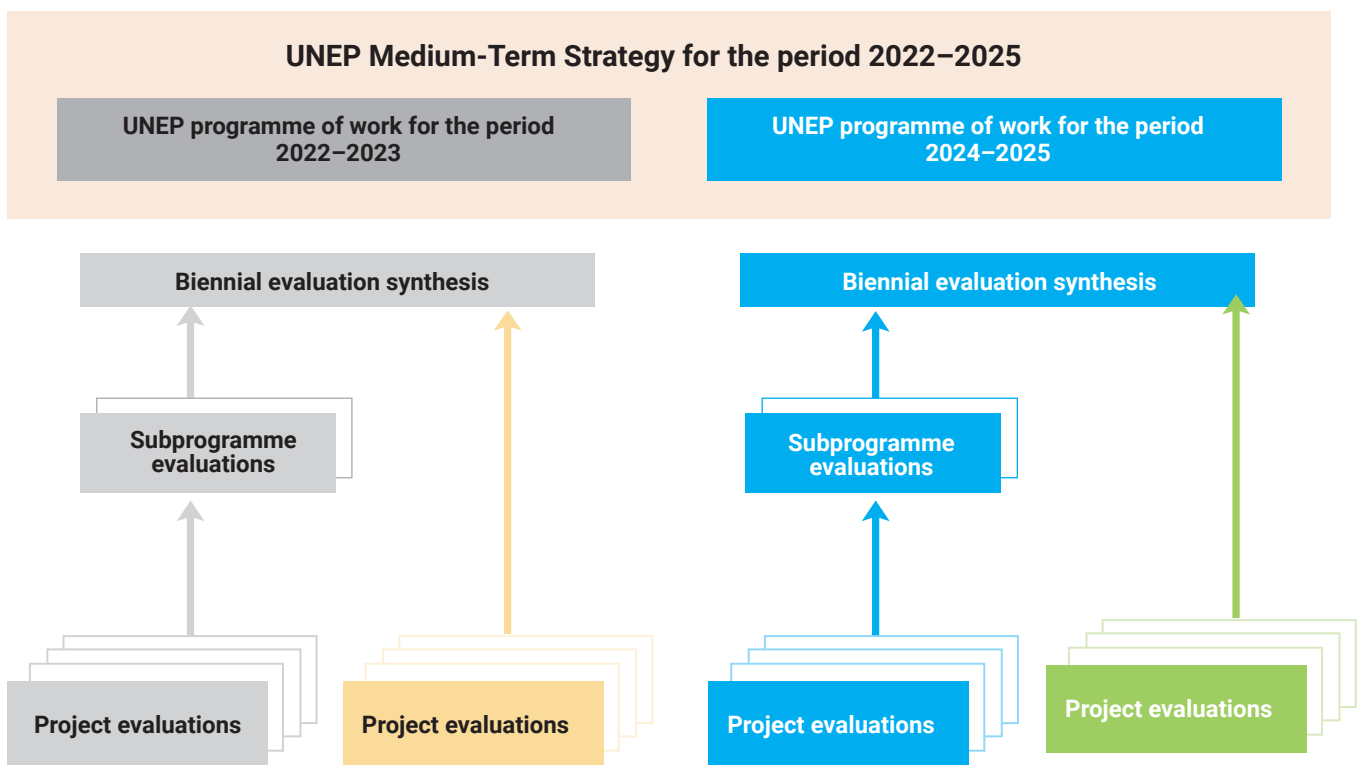 UNEP Medium-Term Strategy for the period 2022–2025
UNEP programme of work for the period
2022–2023
UNEP programme of work for the period
2024–2025
Biennial evaluation synthesis
Biennial evaluation synthesis
Subprogramme
evaluations
Subprogramme
evaluations
Project evaluations
Project evaluations
Project evaluations
Project evaluations